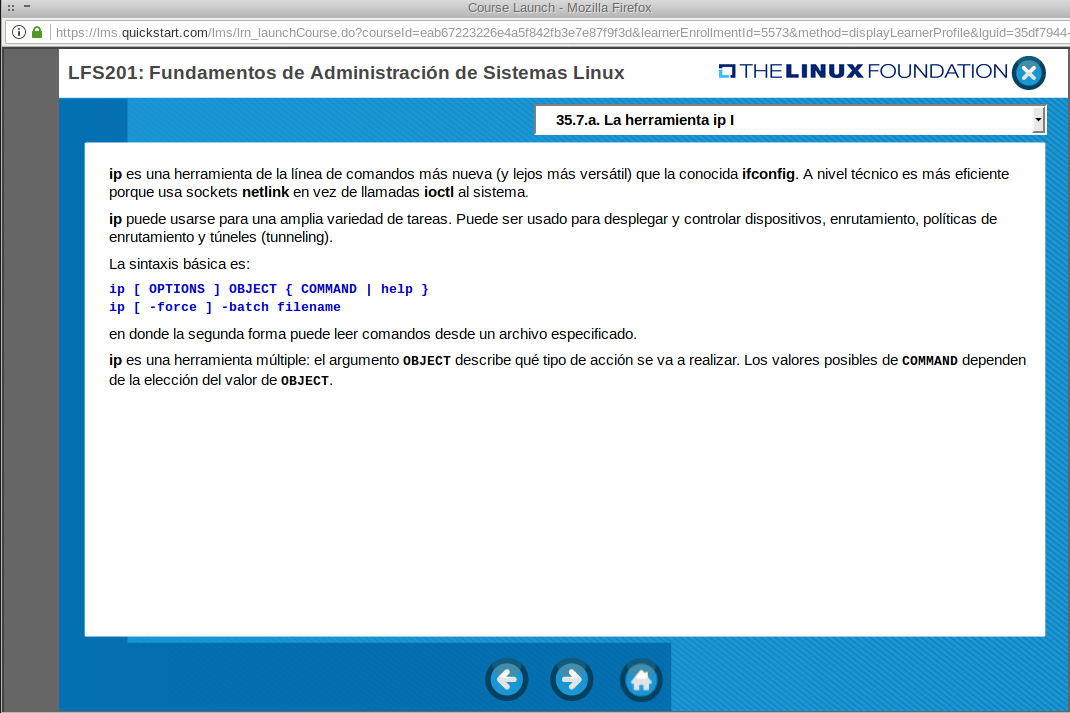 Course Launch - Mozilla Firefox
https://lms.quickstart.com/lms/lrn_launchCourse.do?courseId=eab67223226e4a5f842fb3e7e87f9f3d&learnerEnrollmentId=5573&method=displayLearnerProfile&lguid=35df7944-
LFS201: Fundamentos de Administración de Sistemas Linux
THE LINUX FOUNDATION
35.7.a. La herramienta ip I
ip es una herramienta de la línea de comandos más nueva (y lejos más versátil) que la conocida ifconfig. A nivel técnico es más eficiente
porque usa sockets netlink en vez de llamadas ioctl al sistema.
ip puede usarse para una amplia variedad de tareas. Puede ser usado para desplegar y controlar dispositivos, enrutamiento, políticas de
enrutamiento y túneles (tunneling).
La sintaxis básica es:
ip [ OPTIONS ] OBJECT { COMMAND | help }
ip [ -force ] -batch filename
en donde la segunda forma puede leer comandos desde un archivo especificado.
ip es una herramienta múltiple: el argumento OBJECT describe qué tipo de acción se va a realizar. Los valores posibles de COMMAND dependen
de la elección del valor de OBJECT.